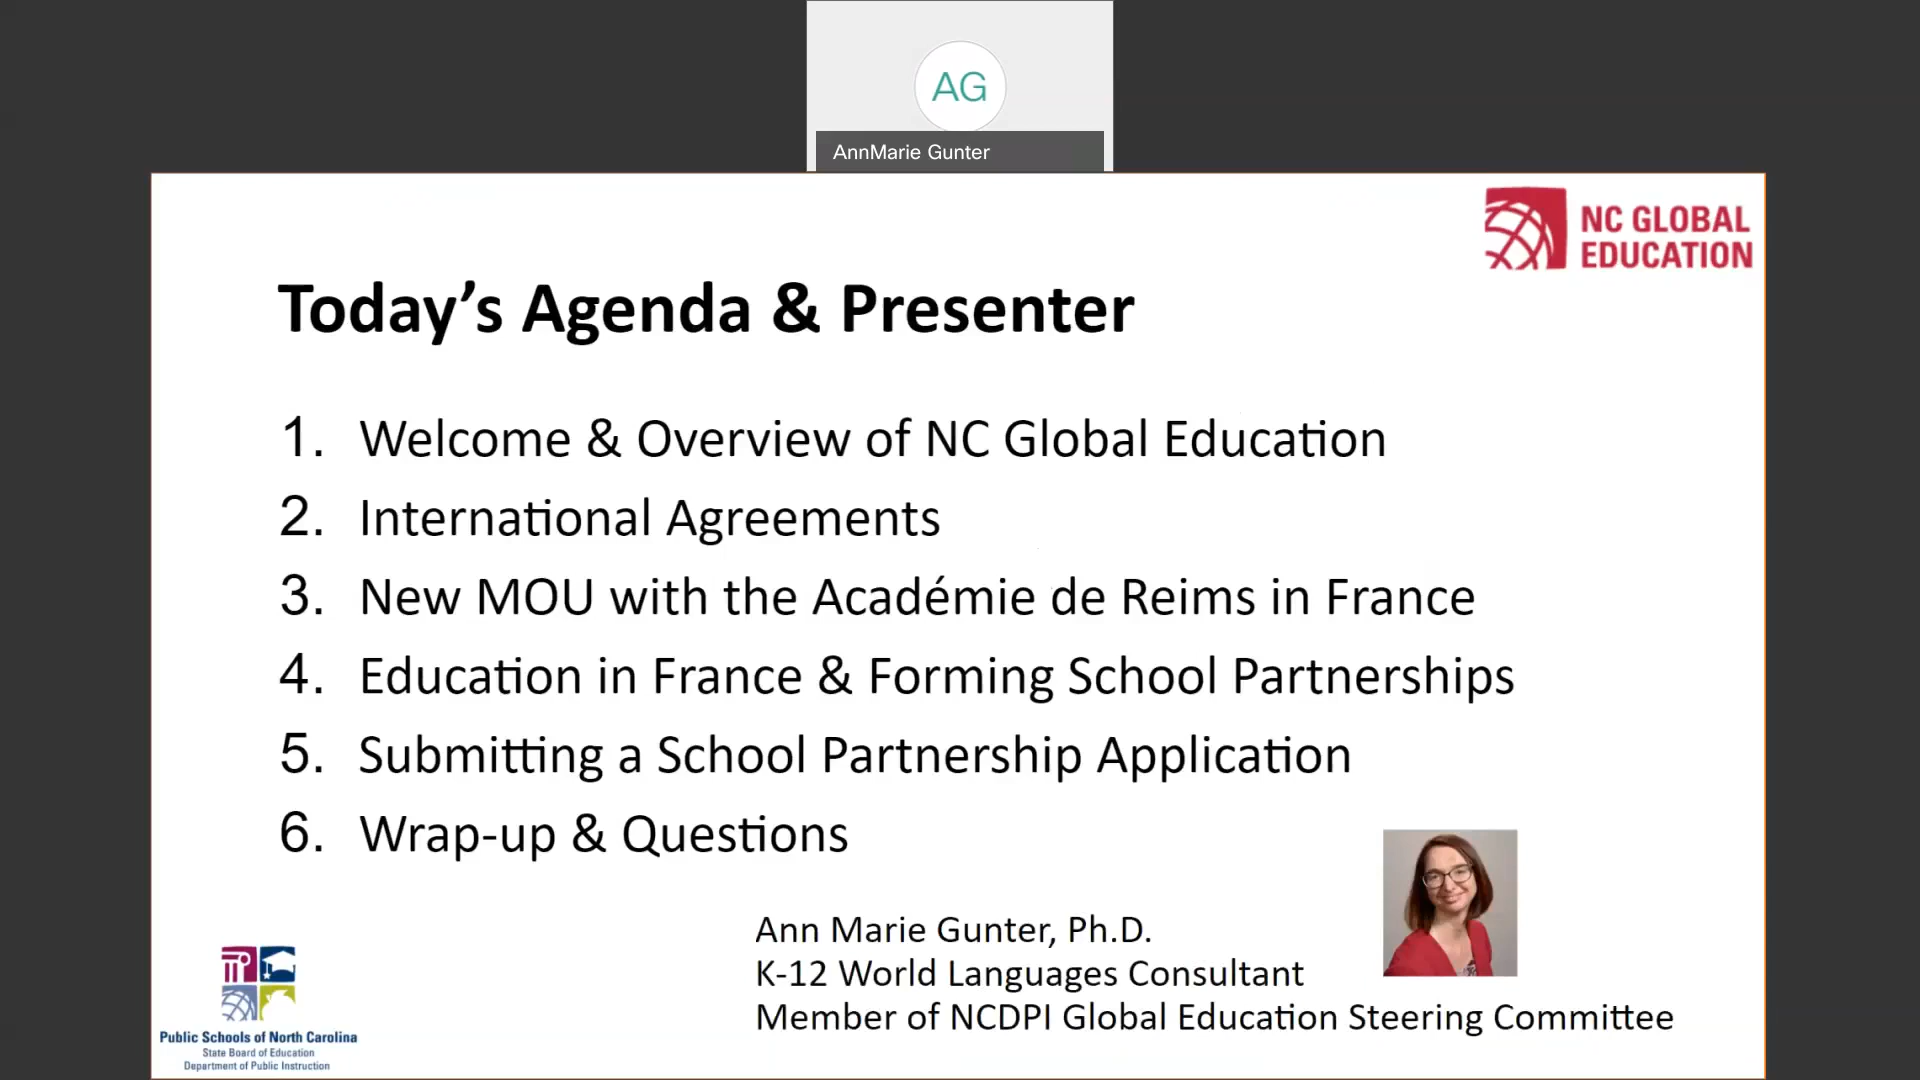 AG
AnnMarie Gunter
NC GLOBAL
EDUCATION
Today’s Agenda & Presenter
1. Welcome & Overview of NC Global Education
2. International Agreements
3. New MOU with the Académie de Reims in France
4. Education in France & Forming School Partnerships
5. Submitting a School Partnership Application
6. Wrap-up & Questions
Ann Marie Gunter, Ph.D.
K-12 World Languages Consultant
Member of NCDPI Global Education Steering Committee
Public Schools of North Carolina
State Board of Education
Department of Public Instruction